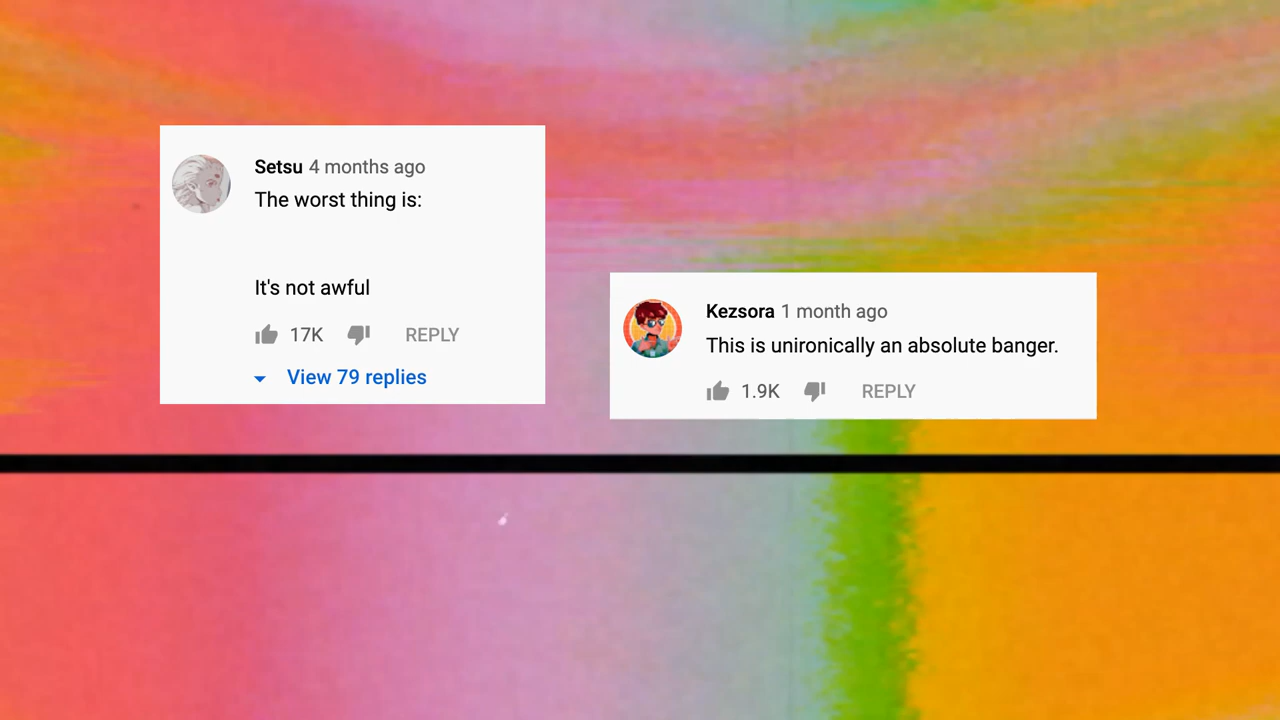 Setsu 4 months ago
The worst thing is:
It's not awful
17K REPLY
View 79 replies
Kezsora 1 month ago
This is unironically an absolute banger.
1.9K REPLY